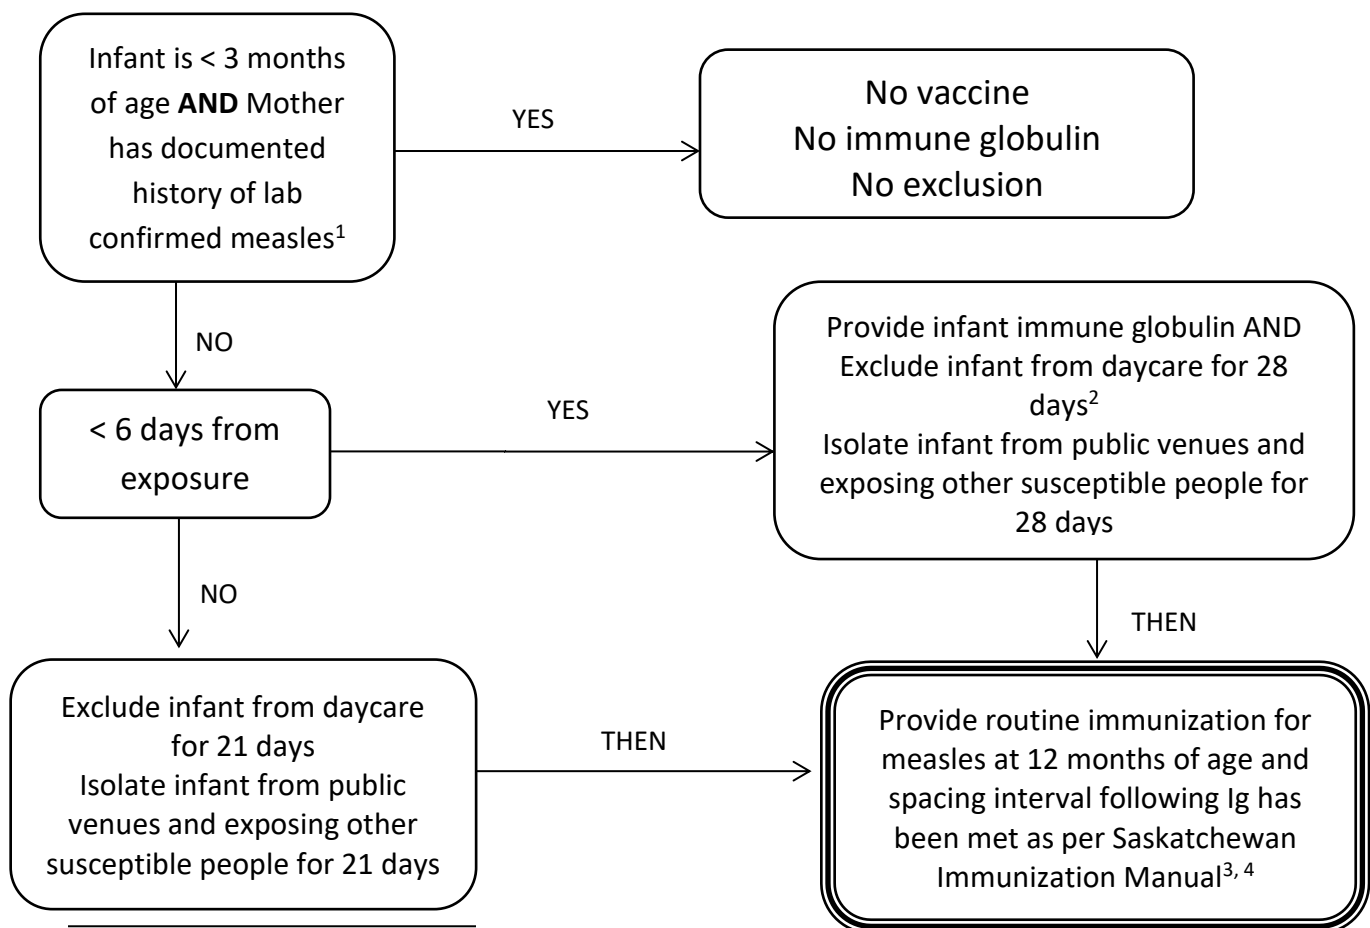 Infant is < 3 months
of age AND Mother
has documented
history of lab
confirmed measles¹
YES
No vaccine
No immune globulin
No exclusion
NO
< 6 days from
exposure
YES
Provide infant immune globulin AND
Exclude infant from daycare for 28
days²
Isolate infant from public venues and
exposing other susceptible people for
28 days
NO
THEN
Exclude infant from daycare
for 21 days
Isolate infant from public
venues and exposing other
susceptible people for 21 days
THEN
Provide routine immunization for
measles at 12 months of age and
spacing interval following Ig has
been met as per Saskatchewan
Immunization Manual³, ⁴